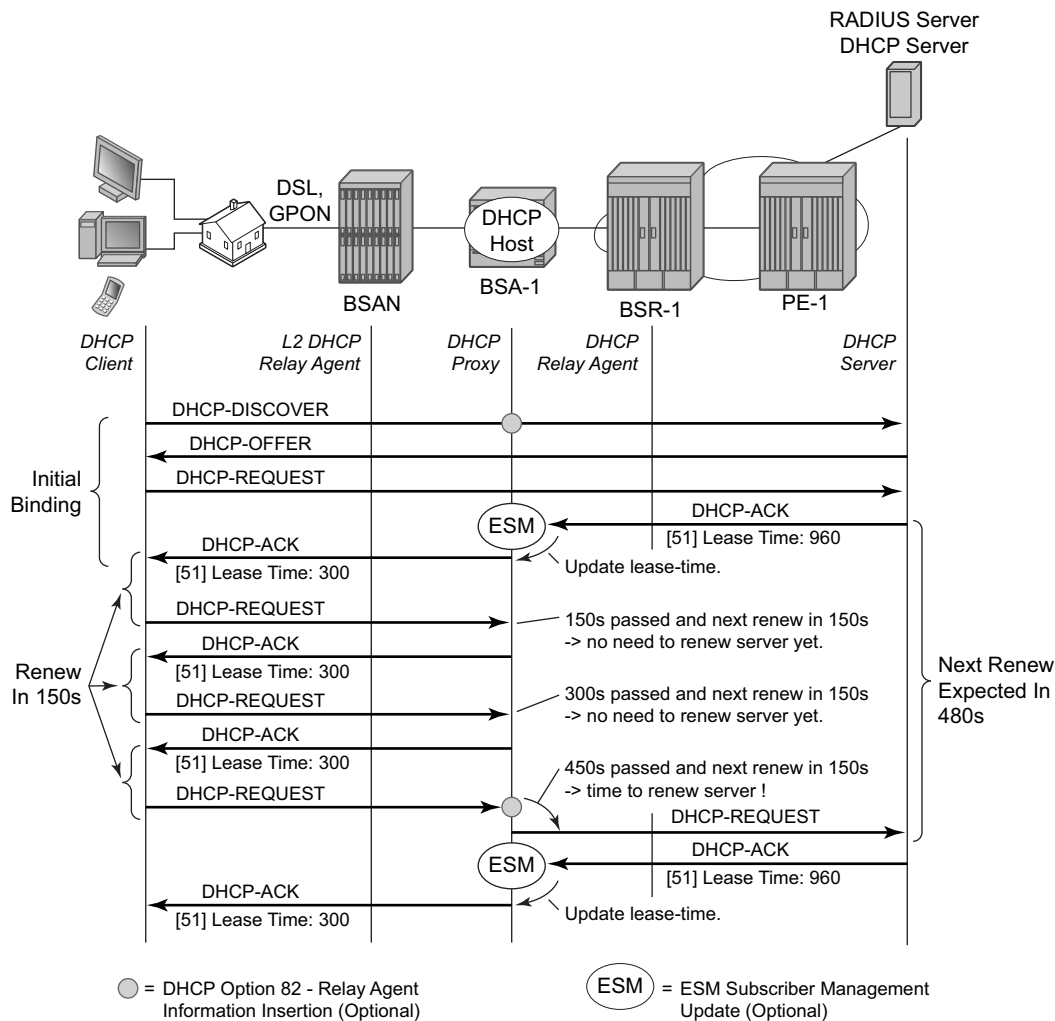 RADIUS Server
DHCP Server
DSL,
GPON
DHCP
Host
BSAN
BSA-1
BSR-1
PE-1
DHCP
Client
L2 DHCP
Relay Agent
DHCP
Proxy
DHCP
Relay Agent
DHCP
Server
DHCP-DISCOVER
DHCP-OFFER
DHCP-REQUEST
Initial
Binding
ESM
DHCP-ACK
[51] Lease Time: 960
DHCP-ACK
[51] Lease Time: 300
Update lease-time.
DHCP-REQUEST
150s passed and next renew in 150s
-> no need to renew server yet.
DHCP-ACK
[51] Lease Time: 300
Renew
In 150s
Next Renew
Expected In
480s
DHCP-REQUEST
300s passed and next renew in 150s
-> no need to renew server yet.
DHCP-ACK
[51] Lease Time: 300
450s passed and next renew in 150s
-> time to renew server !
DHCP-REQUEST
DHCP-REQUEST
ESM
DHCP-ACK
[51] Lease Time: 960
DHCP-ACK
[51] Lease Time: 300
Update lease-time.
= DHCP Option 82 - Relay Agent
Information Insertion (Optional)
ESM
= ESM Subscriber Management
Update (Optional)